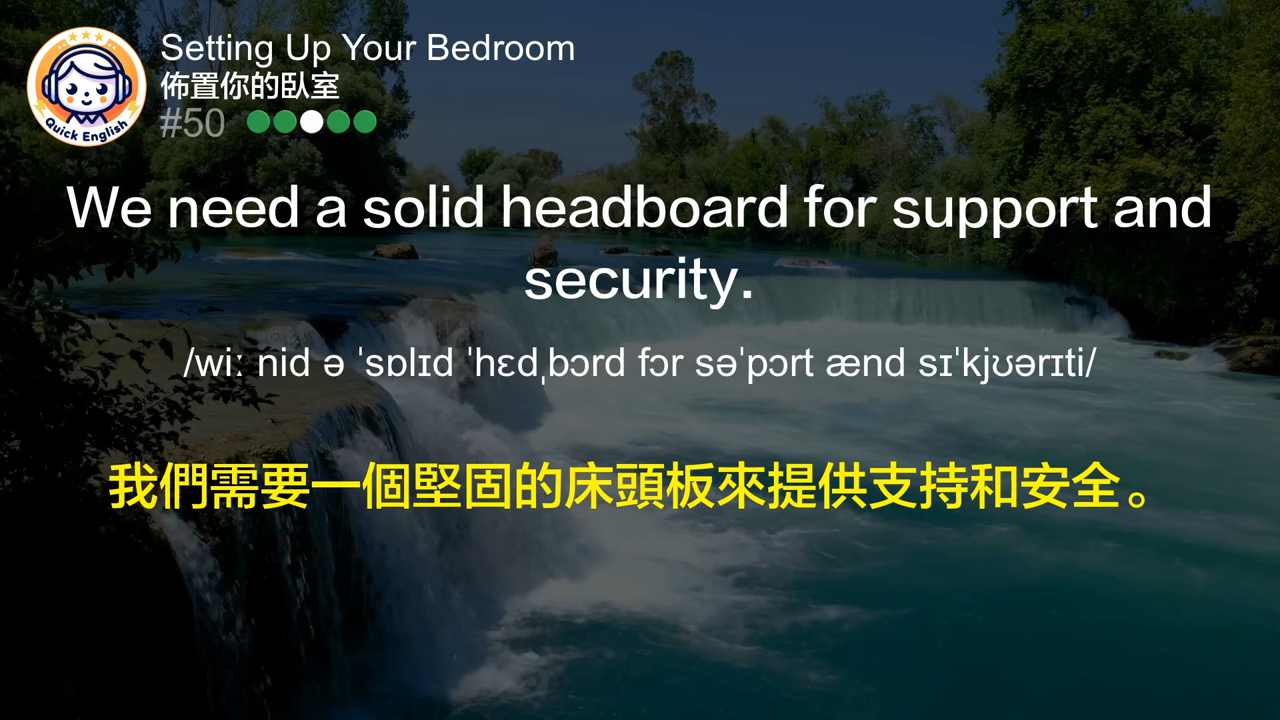 Quick English
Setting Up Your Bedroom
佈置你的臥室
#50
We need a solid headboard for support and
security.
/wiː nid ə ˈsɒlɪd ˈhɛdˌbɔrd fɔr səˈpɔrt ænd sɪˈkjʊərɪti/
我們需要一個堅固的床頭板來提供支持和安全。